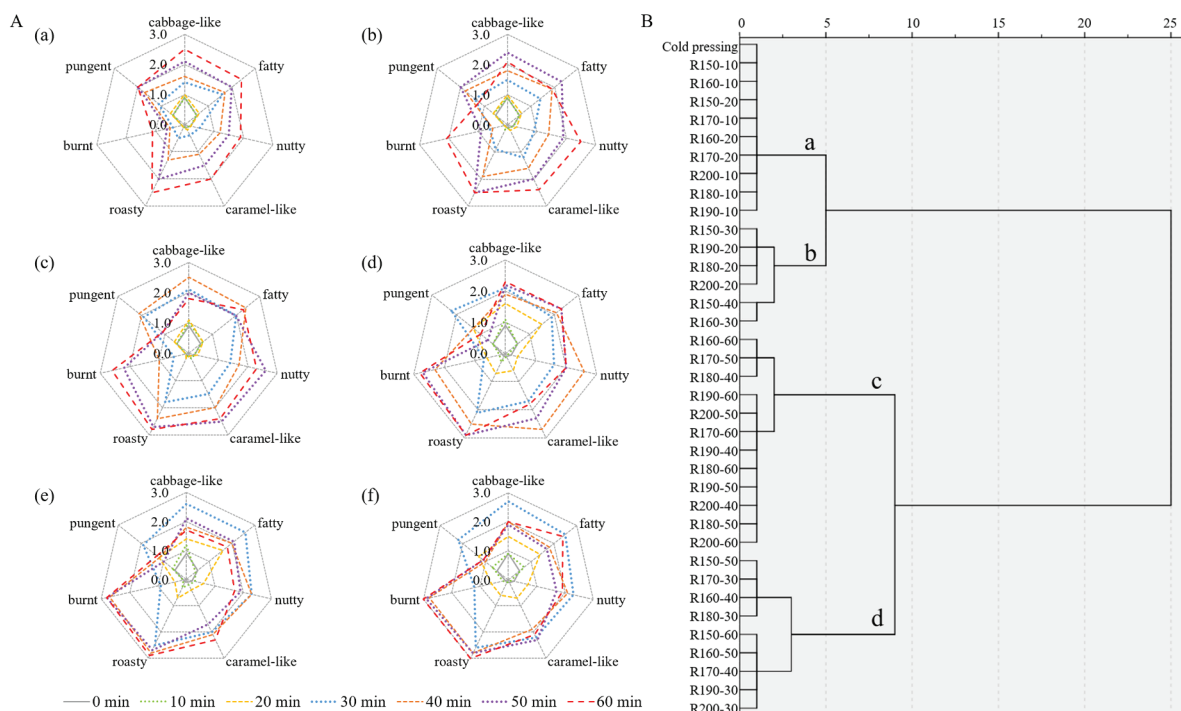 A
(a)
cabbage-like
3.0
2.0
1.0
0.0
pungent
fatty
burnt
nutty
roasty
caramel-like
(b)
cabbage-like
3.0
2.0
1.0
0.0
pungent
fatty
burnt
nutty
roasty
caramel-like
(c)
cabbage-like
3.0
2.0
1.0
0.0
pungent
fatty
burnt
nutty
roasty
caramel-like
(d)
cabbage-like
3.0
2.0
1.0
0.0
pungent
fatty
burnt
nutty
roasty
caramel-like
(e)
cabbage-like
3.0
2.0
1.0
0.0
pungent
fatty
burnt
nutty
roasty
caramel-like
(f)
cabbage-like
3.0
2.0
1.0
0.0
pungent
fatty
burnt
nutty
roasty
caramel-like
0 min 10 min 20 min 30 min 40 min 50 min 60 min
B
0 5 10 15 20 25
Cold pressing
R150-10
R160-10
R150-20
R170-10
R160-20
R170-20
R200-10
R180-10
R190-10
R150-30
R190-20
R180-20
R200-20
R150-40
R160-30
R160-60
R170-50
R180-40
R190-60
R200-50
R170-60
R190-40
R180-60
R190-50
R200-40
R180-50
R200-60
R150-50
R170-30
R160-40
R180-30
R150-60
R160-50
R170-40
R190-30
R200-30
a
b
c
d